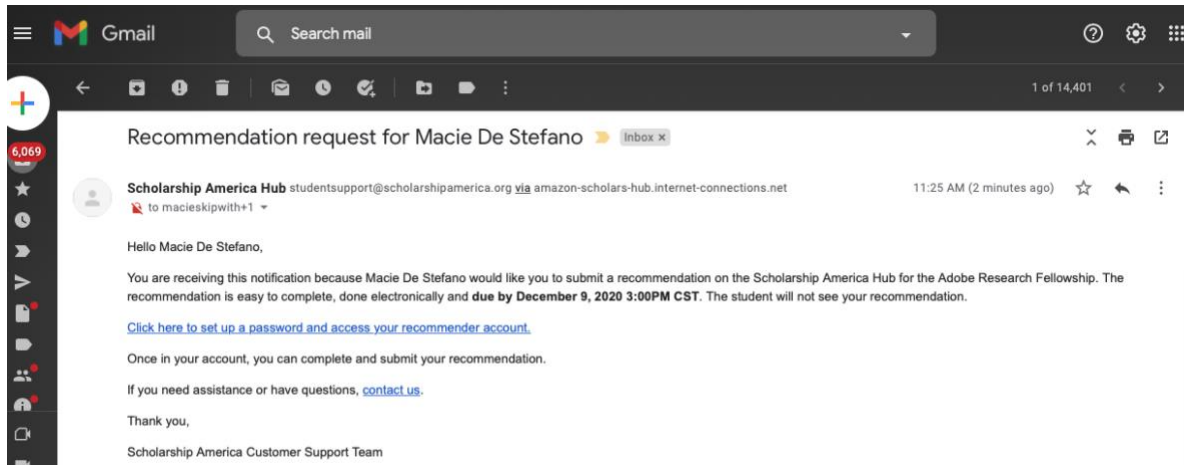 Gmail
Search mail
1 of 14,401
6,069
Recommendation request for Macie De Stefano
Inbox ×
Scholarship America Hub studentsupport@scholarshipamerica.org via amazon-scholars-hub.internet-connections.net
11:25 AM (2 minutes ago)
to macieskipwith+1
Hello Macie De Stefano,
You are receiving this notification because Macie De Stefano would like you to submit a recommendation on the Scholarship America Hub for the Adobe Research Fellowship. The
recommendation is easy to complete, done electronically and due by December 9, 2020 3:00PM CST. The student will not see your recommendation.
Click here to set up a password and access your recommender account.
Once in your account, you can complete and submit your recommendation.
If you need assistance or have questions, contact us.
Thank you,
Scholarship America Customer Support Team